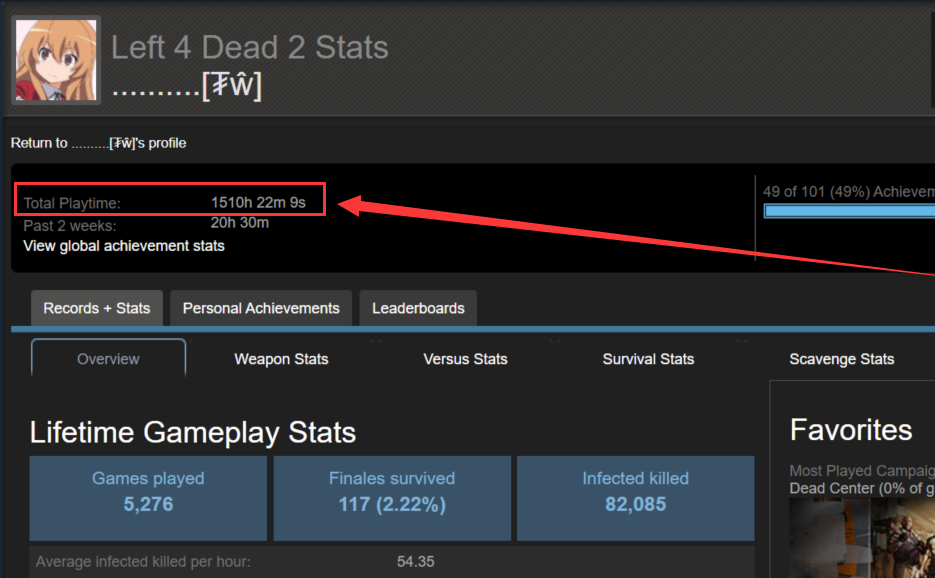 Left 4 Dead 2 Stats
..........[₮ŵ]
Return to ..........[₮ŵ]'s profile
Total Playtime: 1510h 22m 9s
Past 2 weeks: 20h 30m
View global achievement stats
49 of 101 (49%) Achievem
Records + Stats Personal Achievements Leaderboards
Overview Weapon Stats Versus Stats Survival Stats Scavenge Stats
Lifetime Gameplay Stats
Games played Finales survived Infected killed
5,276 117 (2.22%) 82,085
Average infected killed per hour: 54.35
Favorites
Most Played Campaig
Dead Center (0% of g